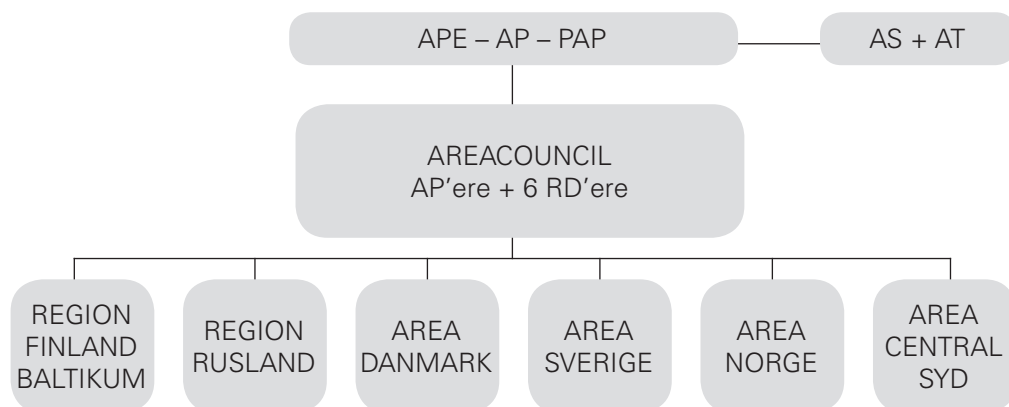 APE – AP – PAP
AS + AT
AREACOUNCIL
AP’ere + 6 RD’ere
REGION
FINLAND
BALTIKUM
REGION
RUSLAND
AREA
DANMARK
AREA
SVERIGE
AREA
NORGE
AREA
CENTRAL
SYD